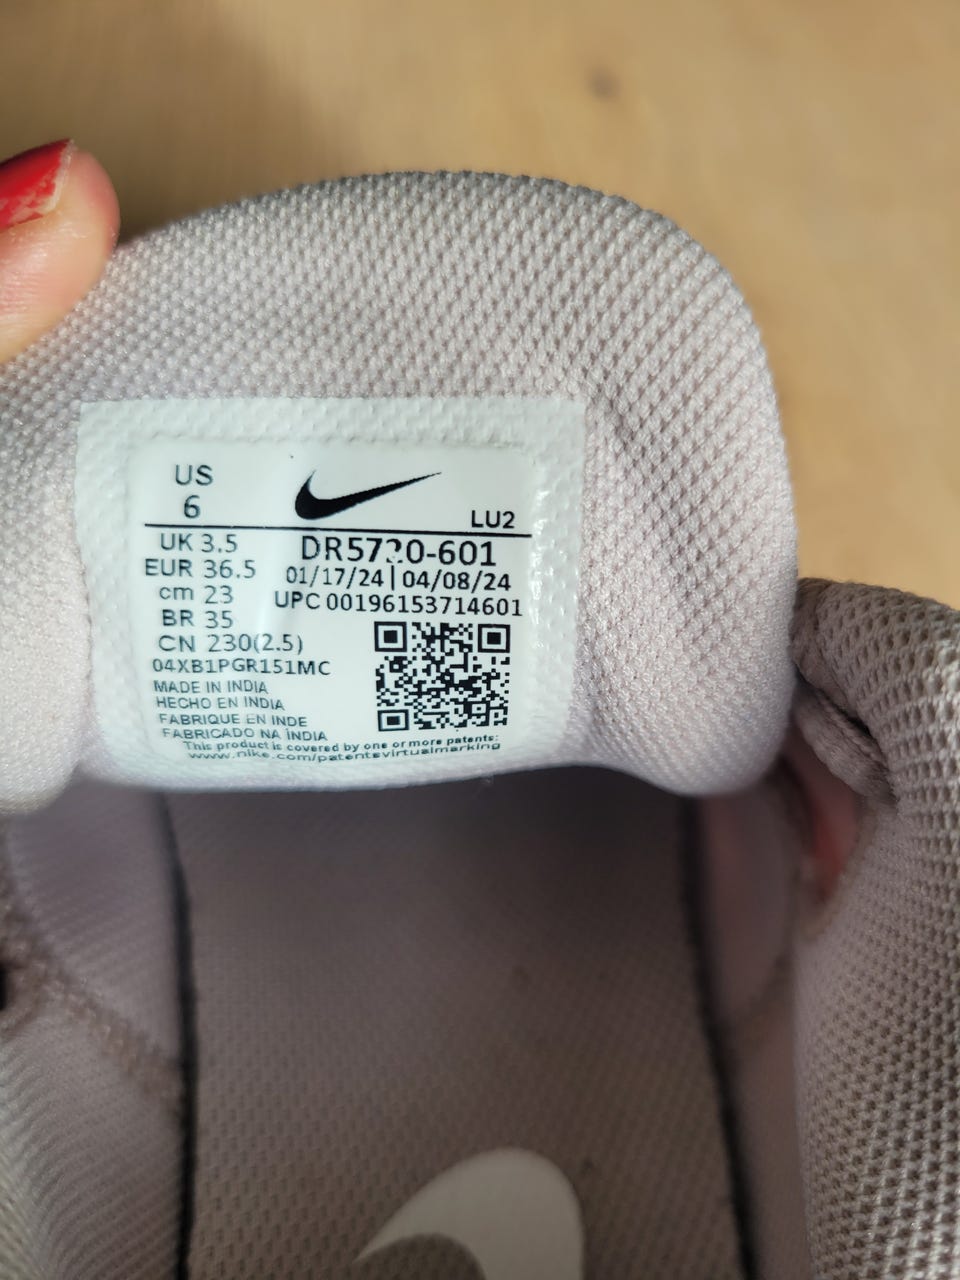 US
6
LU2
UK 3.5
EUR 36.5
cm 23
BR 35
CN 230(2.5)
04XB1PGR151MC
MADE IN INDIA
HECHO EN INDIA
FABRIQUE EN INDE
FABRICADO NA ÍNDIA
01/17/24 | 04/08/24
UPC 00196153714601
This product is covered by one or more patents:
www.nike.com/patentsvirtualmarking